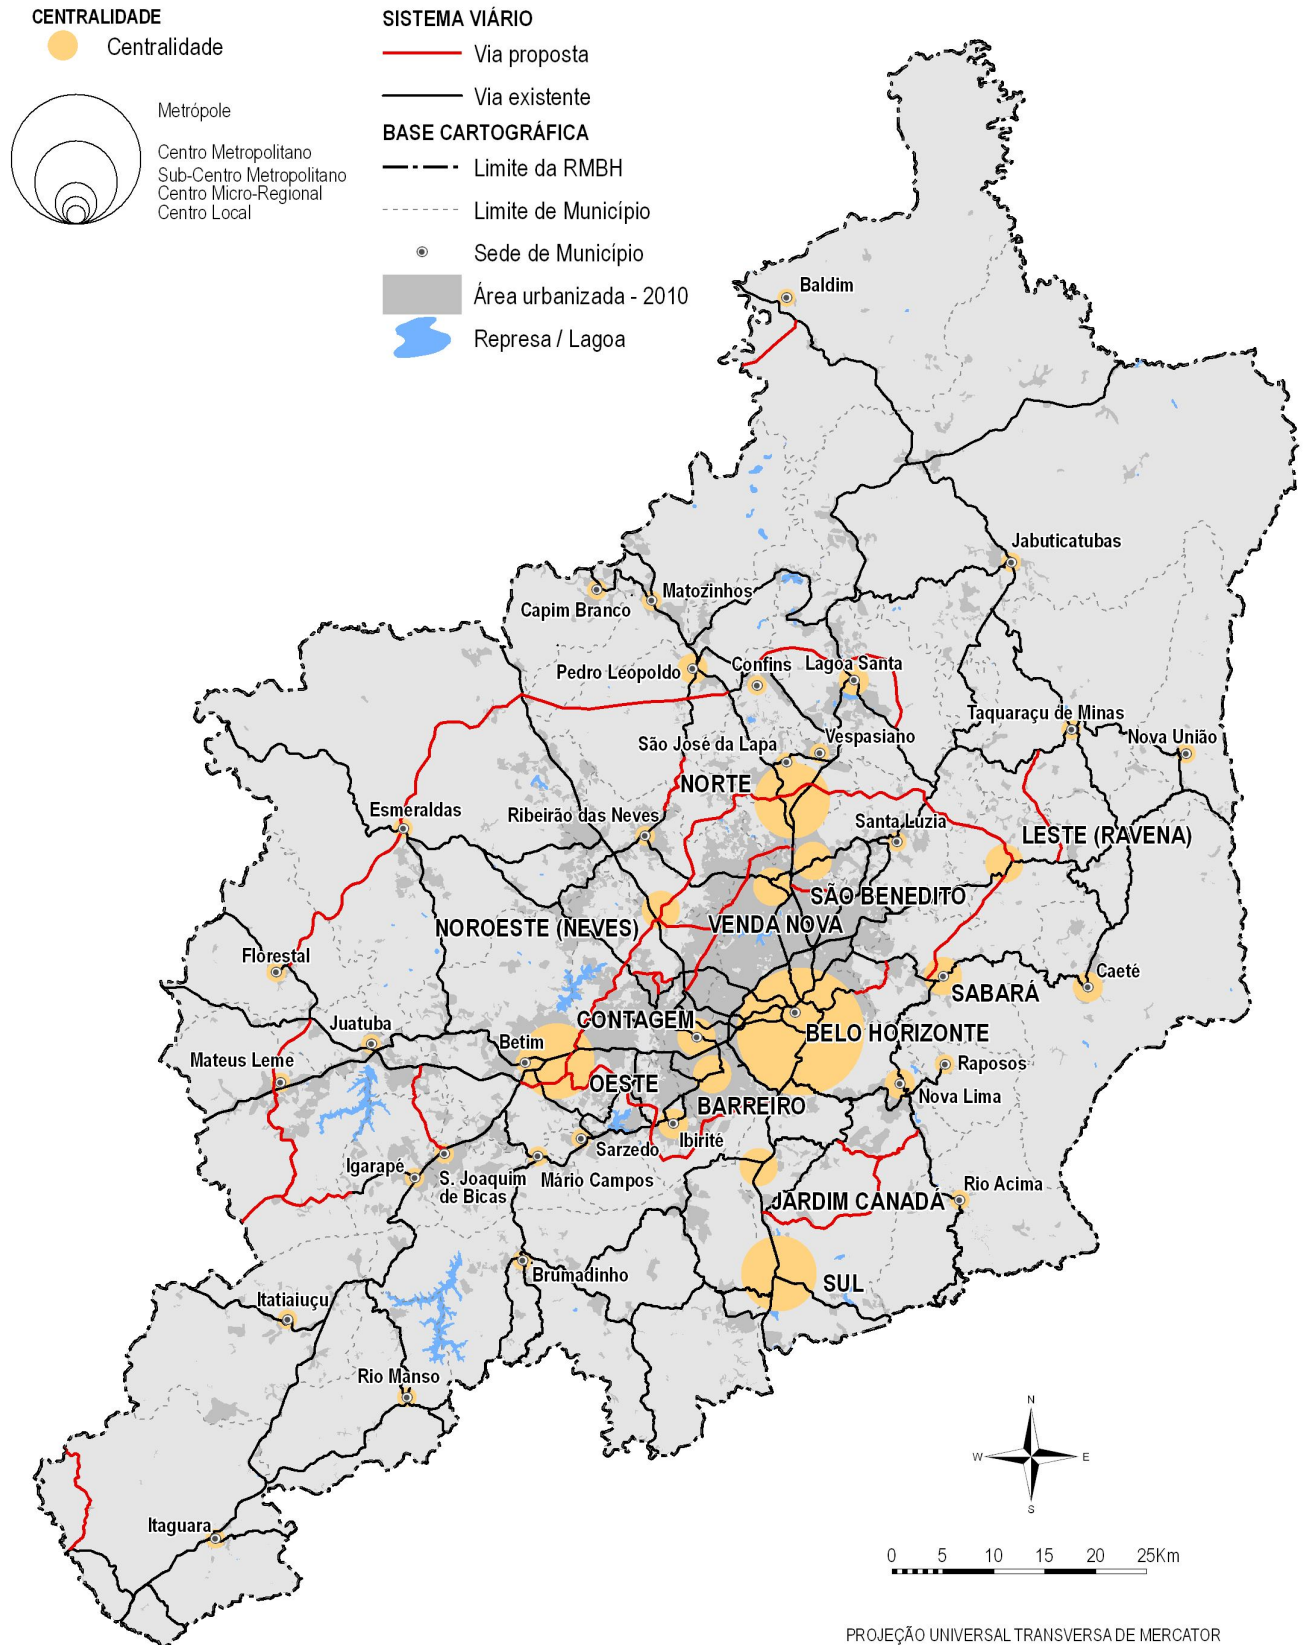 CENTRALIDADE
Centralidade
Metrópole
Centro Metropolitano
Sub-Centro Metropolitano
Centro Micro-Regional
Centro Local
SISTEMA VIÁRIO
Via proposta
Via existente
BASE CARTOGRÁFICA
Limite da RMBH
Limite de Município
Sede de Município
Área urbanizada - 2010
Represa / Lagoa
Baldim
Jabuticatubas
Capim Branco
Matozinhos
Pedro Leopoldo
Confins
Lagoa Santa
Taquaraçu de Minas
Nova União
São José da Lapa
Vespasiano
NORTE
Esmeraldas
Ribeirão das Neves
Santa Luzia
LESTE (RAVENA)
SÃO BENEDITO
NOROESTE (NEVES)
VENDA NOVA
Florestal
SABARÁ
Caeté
Juatuba
CONTAGEM
BELO HORIZONTE
Betim
Mateus Leme
OESTE
Raposos
Nova Lima
BARREIRO
Ibirité
Sarzedo
Igarapé
S. Joaquim
de Bicas
Mário Campos
JARDIM CANADÁ
Rio Acima
Brumadinho
SUL
Itatiaiuçu
Rio Manso
Itaguara
N
W
E
S
0 5 10 15 20 25Km
PROJEÇÃO UNIVERSAL TRANSVERSA DE MERCATOR